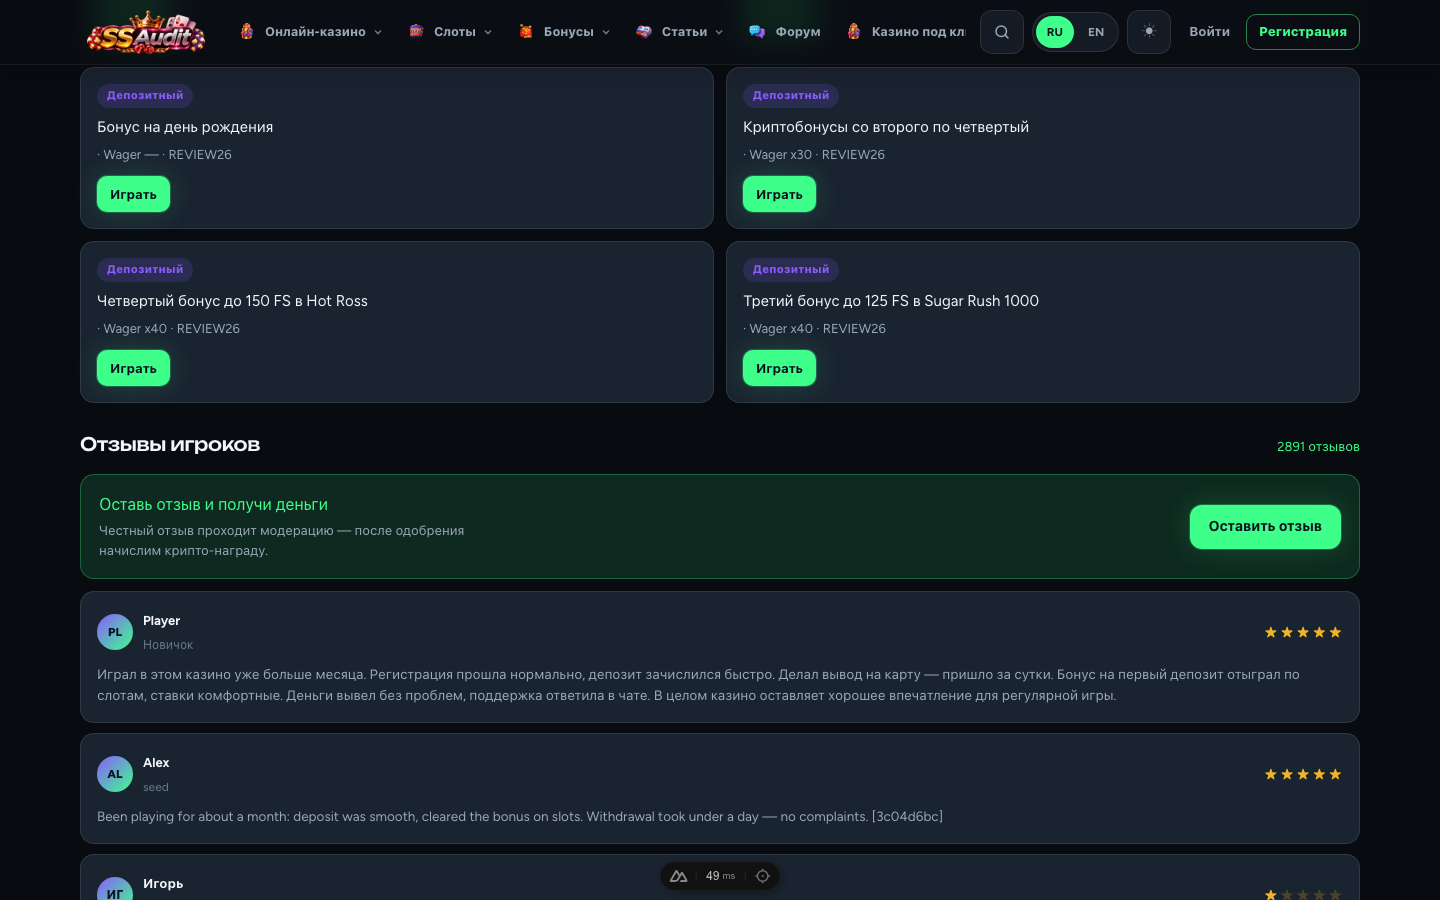 SSAudit
Онлайн-казино
Слоты
Бонусы
Статьи
Форум
Казино под кл
RU
EN
Войти
Регистрация
Депозитный
Бонус на день рождения
· Wager — · REVIEW26
Играть
Депозитный
Криптобонусы со второго по четвертый
· Wager x30 · REVIEW26
Играть
Депозитный
Четвертый бонус до 150 FS в Hot Ross
· Wager x40 · REVIEW26
Играть
Депозитный
Третий бонус до 125 FS в Sugar Rush 1000
· Wager x40 · REVIEW26
Играть
Отзывы игроков
2891 отзывов
Оставь отзыв и получи деньги
Честный отзыв проходит модерацию — после одобрения
начислим крипто-награду.
Оставить отзыв
PL
Player
Новичок
Играл в этом казино уже больше месяца. Регистрация прошла нормально, депозит зачислился быстро. Делал вывод на карту — пришло за сутки. Бонус на первый депозит отыграл по
слотам, ставки комфортные. Деньги вывел без проблем, поддержка ответила в чате. В целом казино оставляет хорошее впечатление для регулярной игры.
AL
Alex
seed
Been playing for about a month: deposit was smooth, cleared the bonus on slots. Withdrawal took under a day — no complaints. [3c04d6bc]
ИГ
Игорь
49 ms